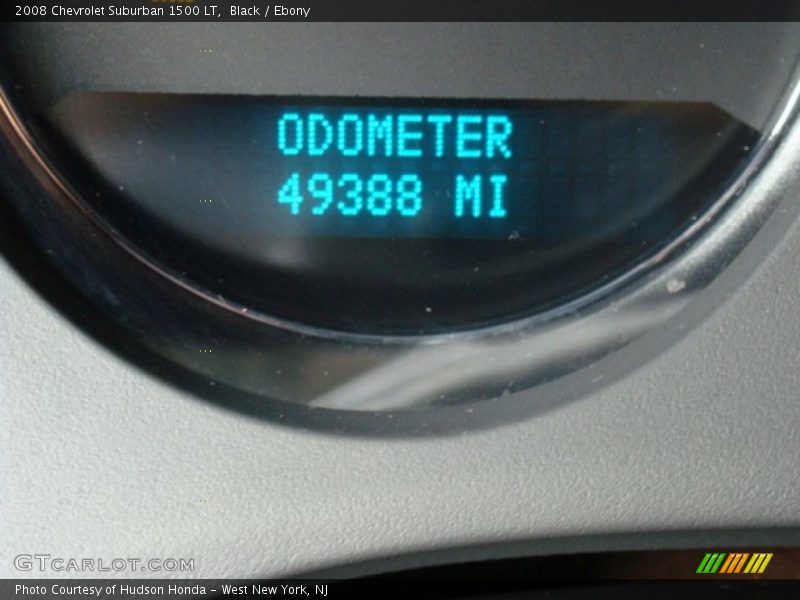 2008 Chevrolet Suburban 1500 LT, Black / Ebony
ODOMETER
49388 MI
GTCARLOT.COM
Photo Courtesy of Hudson Honda - West New York, NJ